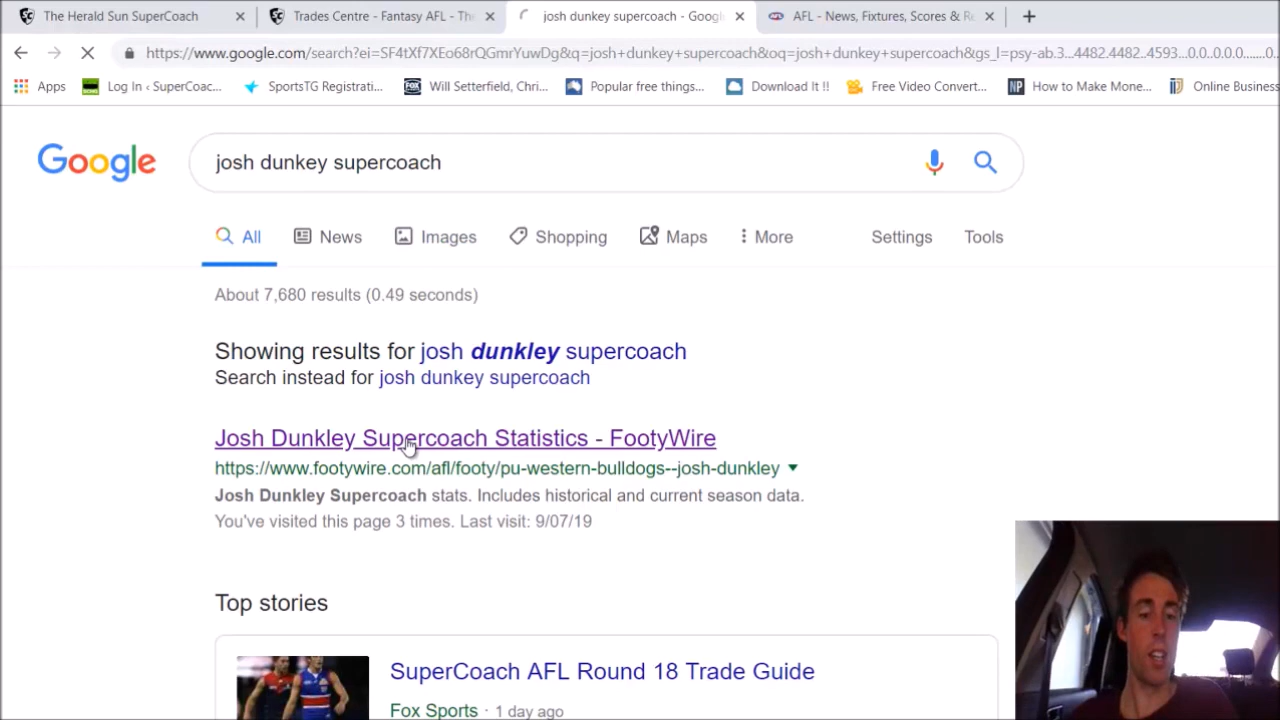 The Herald Sun SuperCoach
Trades Centre - Fantasy AFL - The
josh dunkey supercoach - Googl
AFL - News, Fixtures, Scores & Re
https://www.google.com/search?ei=SF4tXf7XEo68rQGmrYuwDg&q=josh+dunkey+supercoach&oq=josh+dunkey+supercoach&gs_l=psy-ab.3...4482.4482..4593...0.0..0.0.0.......0...
Apps
Log In ‹ SuperCoac...
SportsTG Registrati...
Will Setterfield, Chri...
Popular free things...
Download It !!
Free Video Convert...
How to Make Mone...
Online Business
Google
josh dunkey supercoach
All
News
Images
Shopping
Maps
More
Settings
Tools
About 7,680 results (0.49 seconds)
Showing results for josh dunkley supercoach
Search instead for josh dunkey supercoach
Josh Dunkley Supercoach Statistics - FootyWire
https://www.footywire.com/afl/footy/pu-western-bulldogs--josh-dunkley
Josh Dunkley Supercoach stats. Includes historical and current season data.
You've visited this page 3 times. Last visit: 9/07/19
Top stories
SuperCoach AFL Round 18 Trade Guide
Fox Sports · 1 day ago